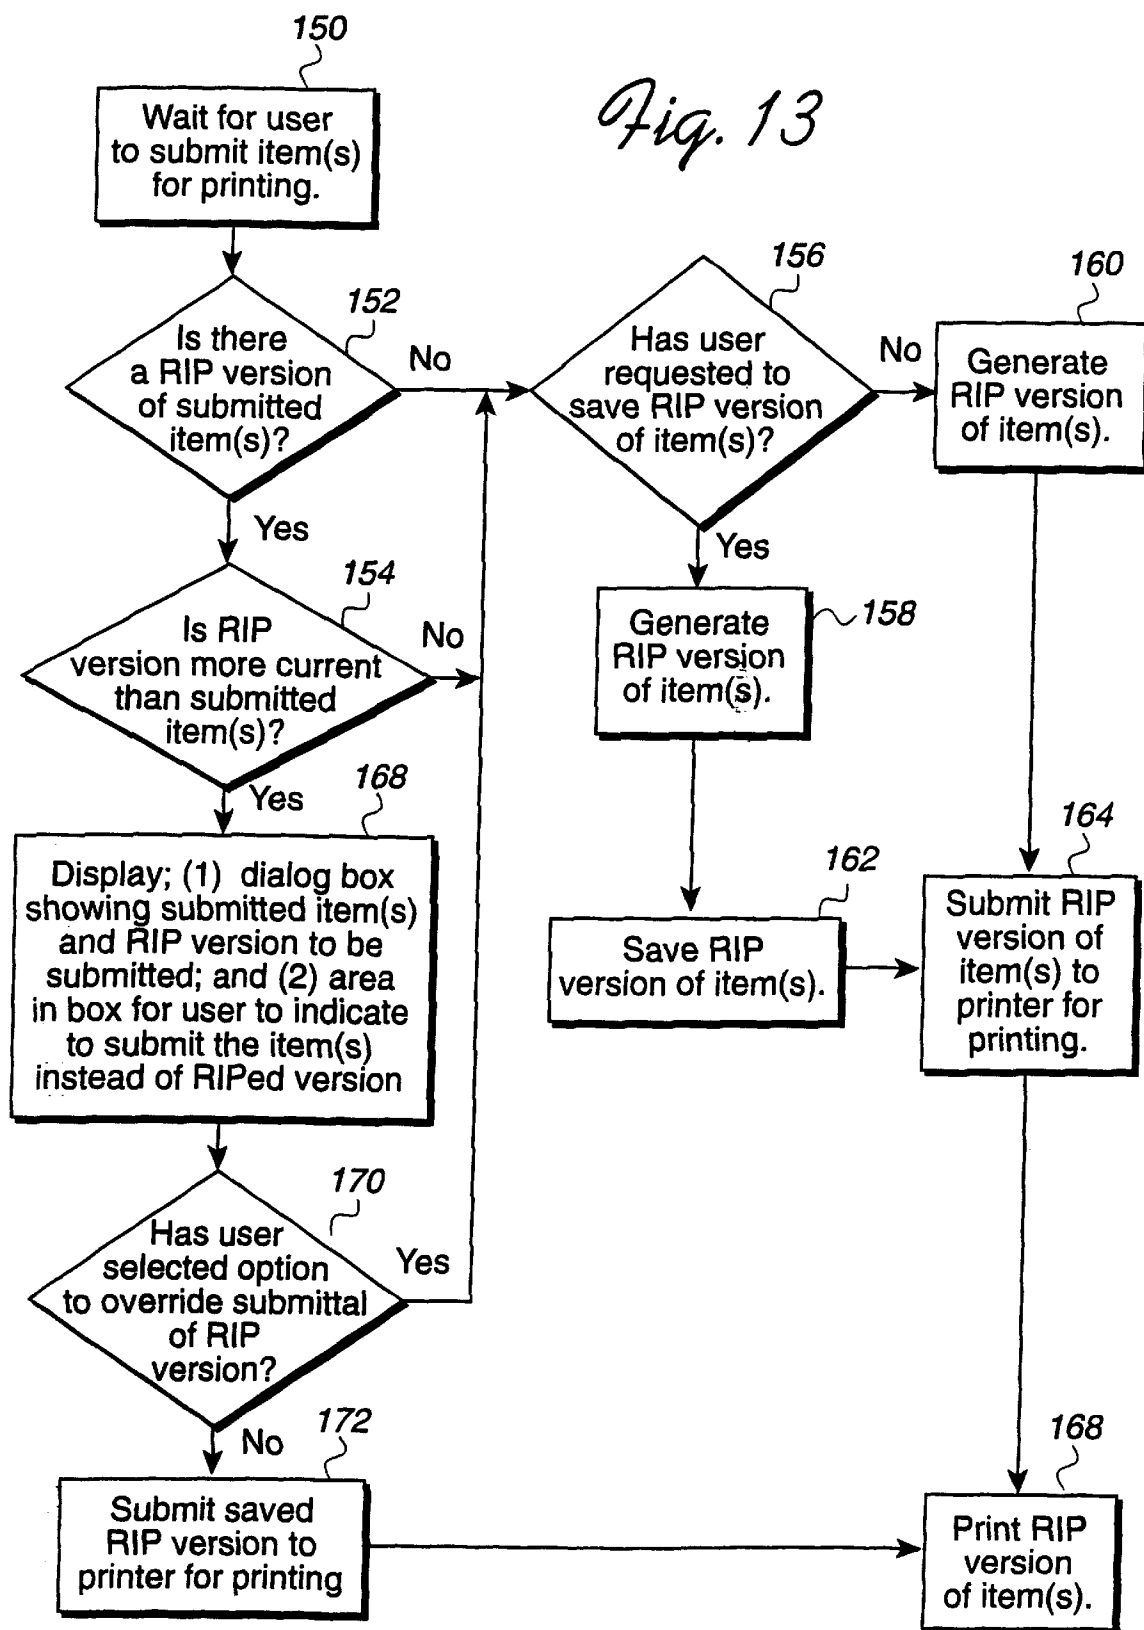 150
Fig. 13
Wait for user
to submit item(s)
for printing.
152
Is there
a RIP version
of submitted
item(s)?
No
Yes
154
Is RIP
version more current
than submitted
item(s)?
No
Yes
168
Display; (1) dialog box
showing submitted item(s)
and RIP version to be
submitted; and (2) area
in box for user to indicate
to submit the item(s)
instead of RIPed version
170
Has user
selected option
to override submittal
of RIP
version?
Yes
No
172
Submit saved
RIP version to
printer for printing
156
Has user
requested to
save RIP version
of item(s)?
No
Yes
158
Generate
RIP version
of item(s).
162
Save RIP
version of item(s).
160
Generate
RIP version
of item(s).
164
Submit RIP
version of
item(s) to
printer for
printing.
168
Print RIP
version
of item(s).